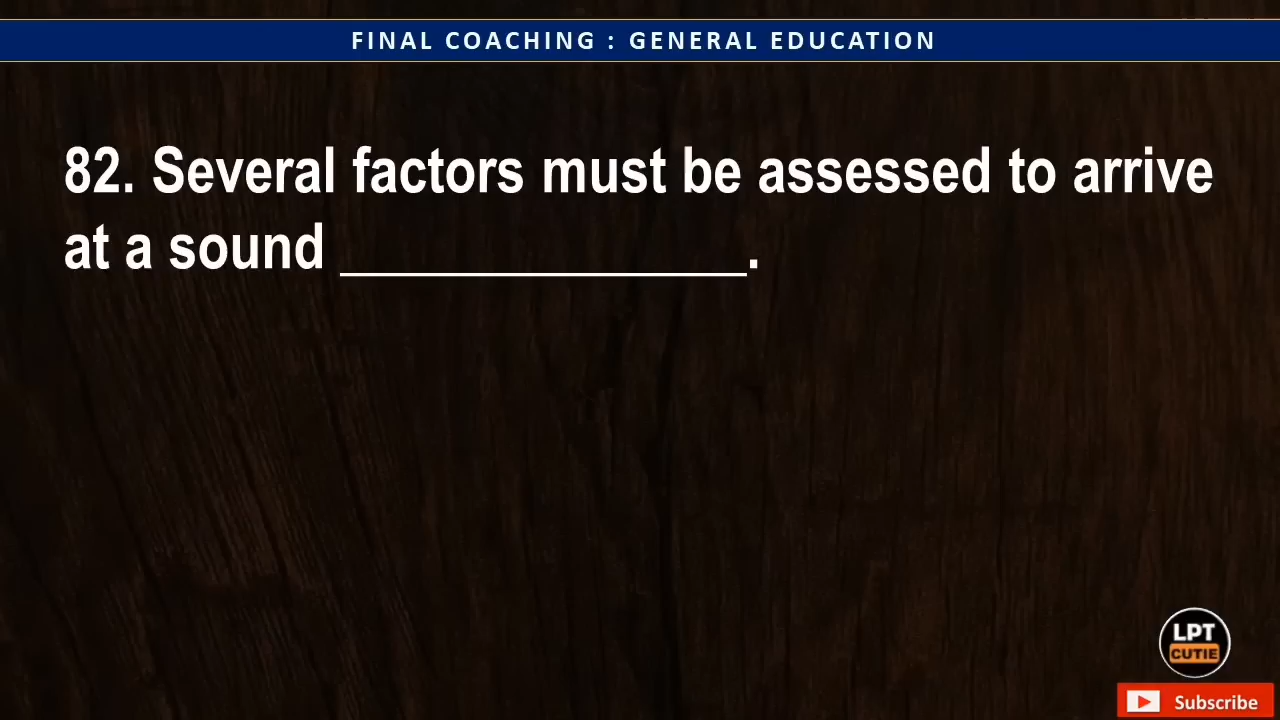 FINAL COACHING : GENERAL EDUCATION
82. Several factors must be assessed to arrive
at a sound _______________.
LPT
CUTIE
Subscribe